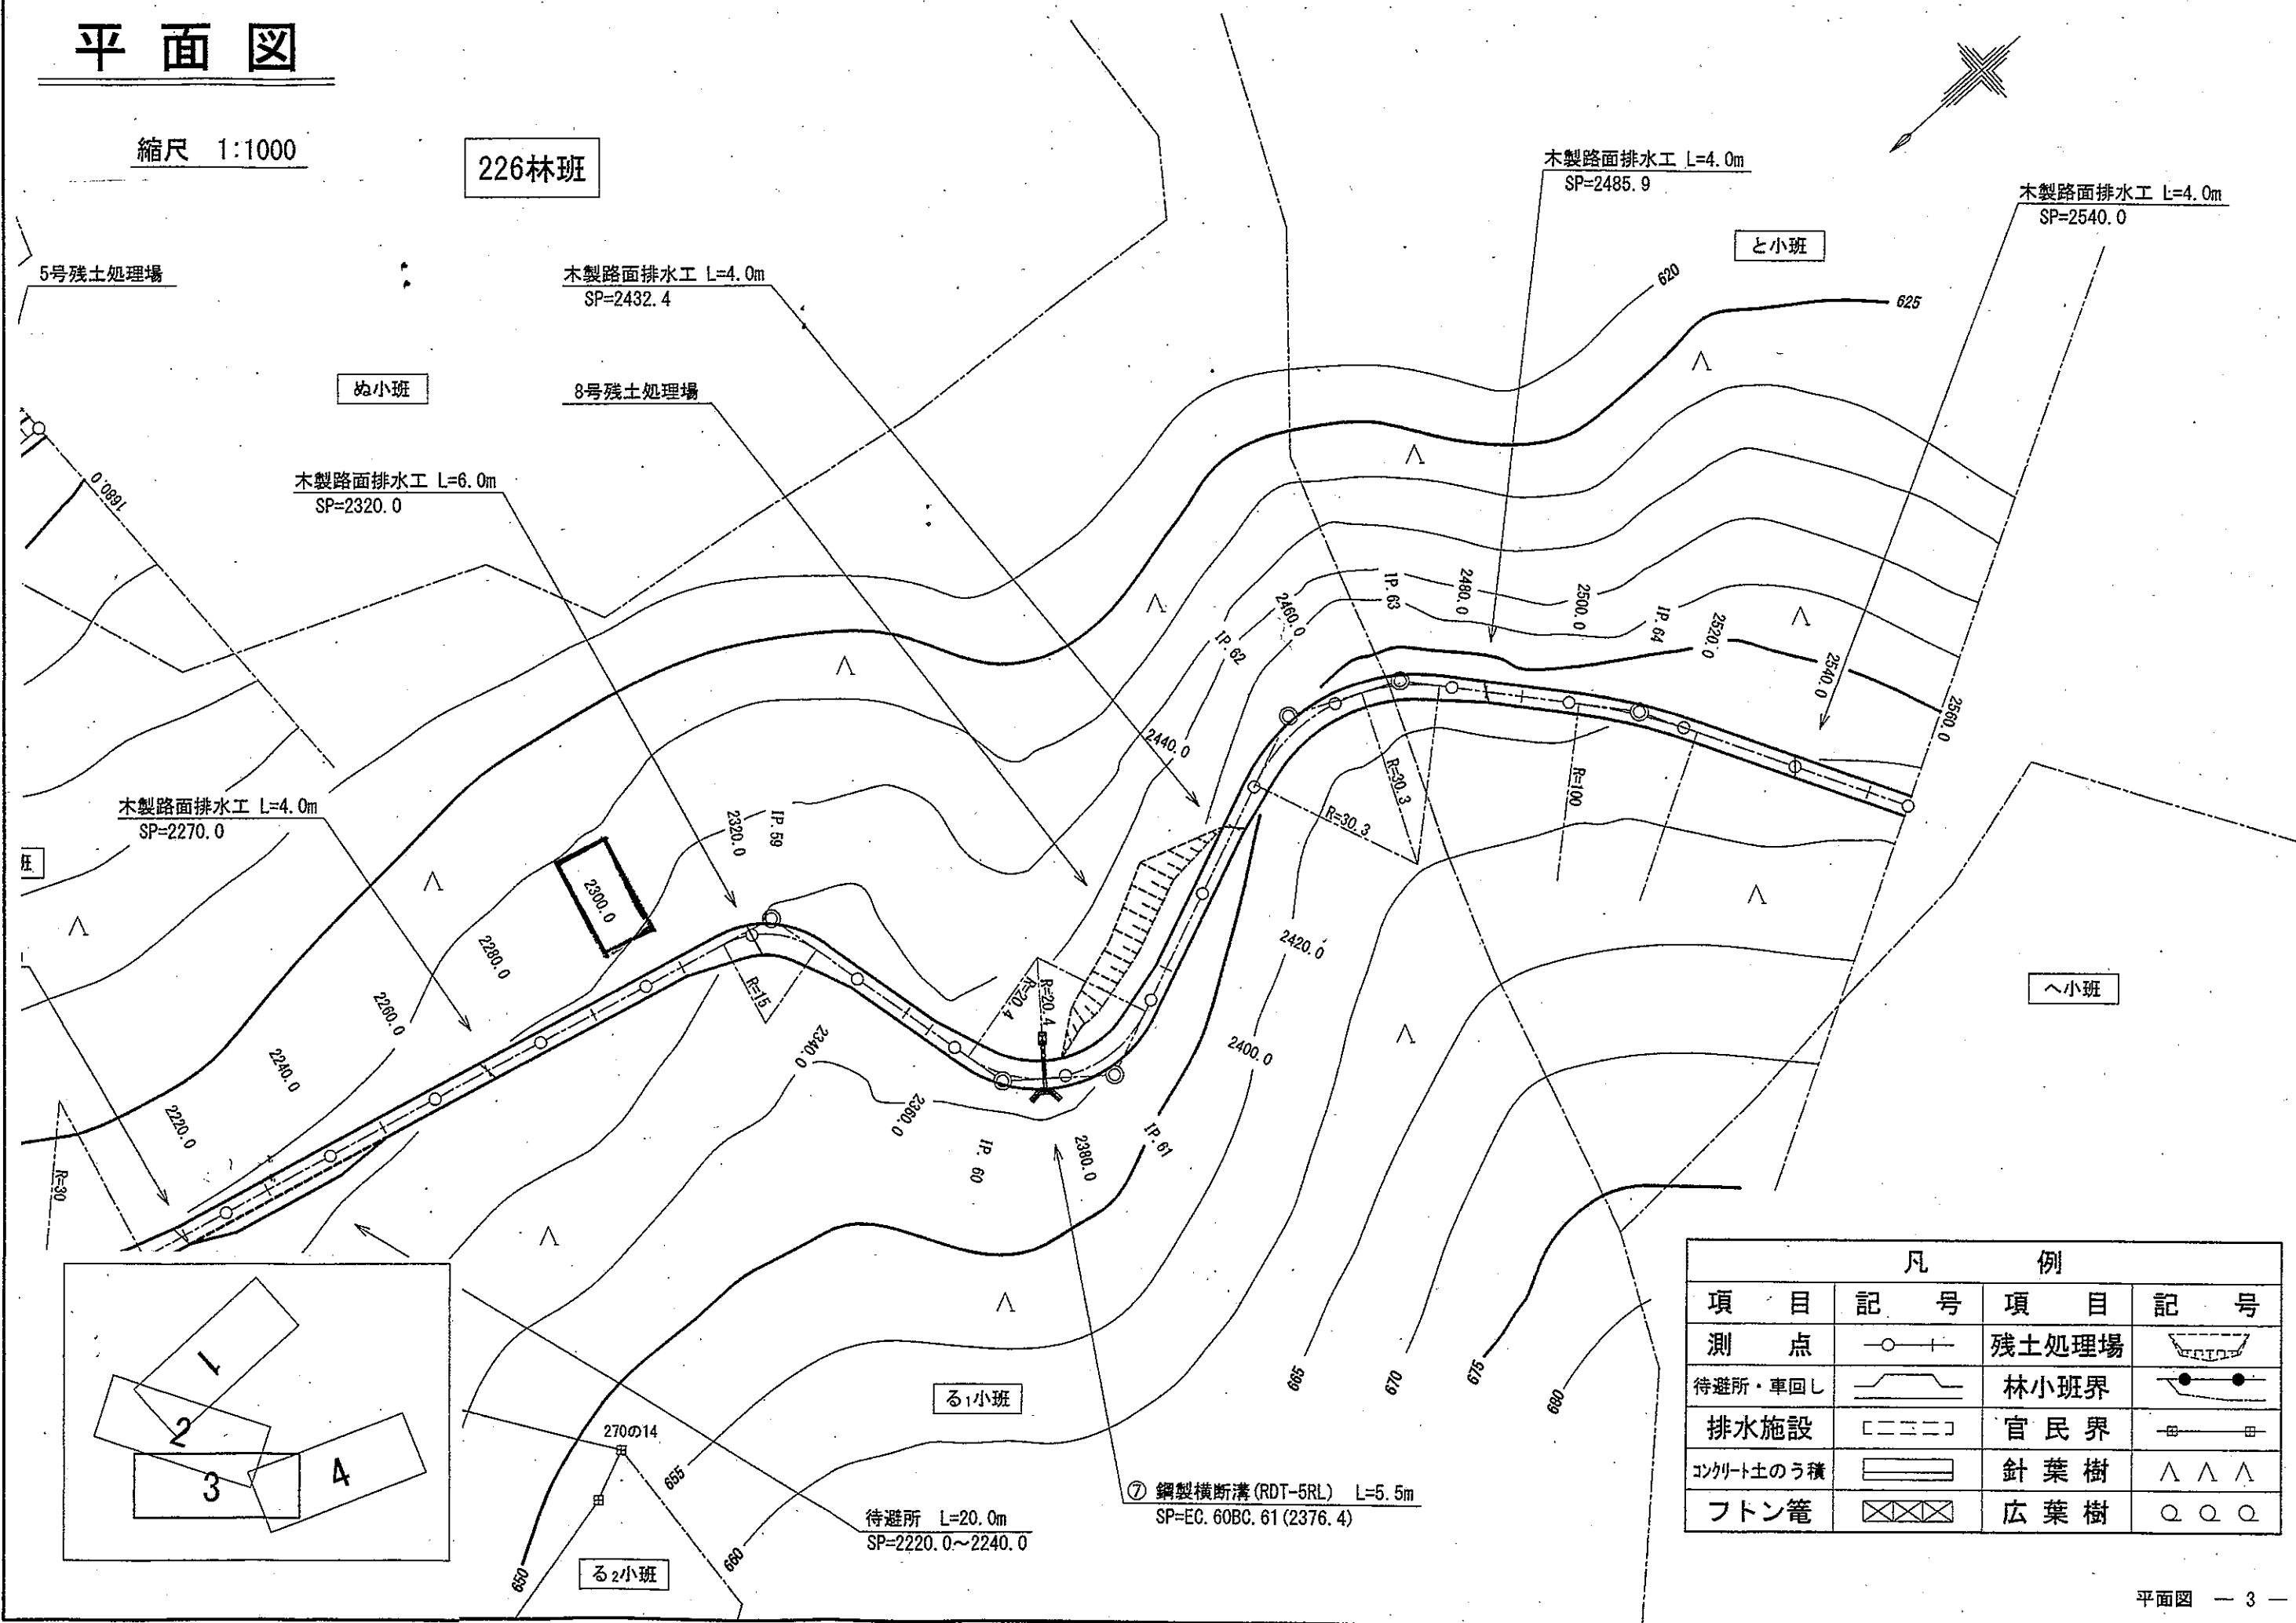 平面図
縮尺 1:1000
226林班
5号残土処理場
ぬ小班
木製路面排水工 L=4.0m
SP=2432.4
8号残土処理場
木製路面排水工 L=6.0m
SP=2320.0
木製路面排水工 L=4.0m
SP=2270.0
木製路面排水工 L=4.0m
SP=2485.9
木製路面排水工 L=4.0m
SP=2540.0
と小班
620
625
1680.0
班
IP.63
2480.0
2500.0
IP.64
2520.0
2540.0
2560.0
2460.0
IP.62
2440.0
R=30.3
R=30.3
R=100
2320.0
IP.59
2300.0
2280.0
2260.0
2240.0
2220.0
R=30
R=15
R=20.4
R=20.4
2340.0
2360.0
IP.60
2380.0
IP.61
2400.0
2420.0
へ小班
1
2
3
4
る1小班
270の14
る2小班
650
655
660
665
670
675
680
待避所 L=20.0m
SP=2220.0～2240.0
⑦ 鋼製横断溝(RDT-5RL) L=5.5m
SP=EC.60BC.61(2376.4)
凡例
項目 記号 項目 記号
測点 残土処理場
待避所・車回し 林小班界
排水施設 官民界
コンクリート土のう積 針葉樹
フトン篭 広葉樹
平面図 － 3 －